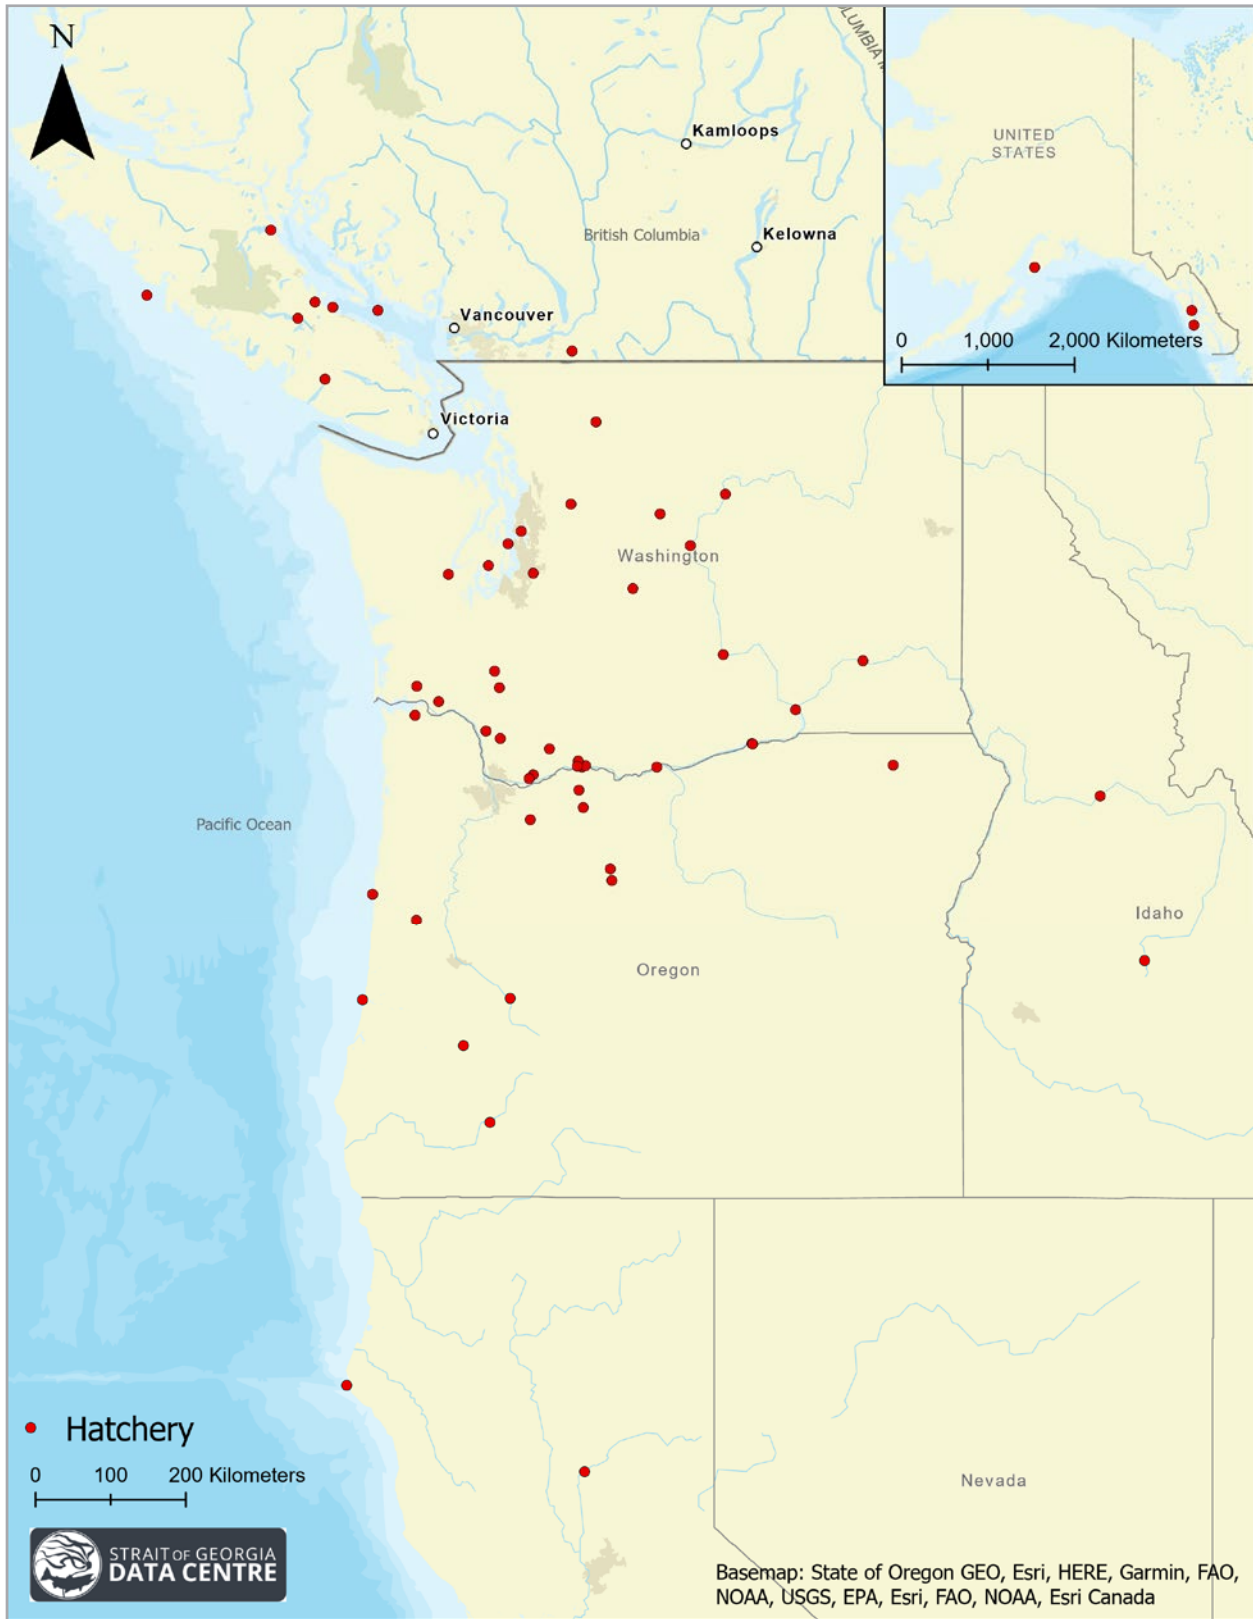 N
COLUMBIA M
Kamloops
British Columbia
Kelowna
Vancouver
Victoria
UNITED
STATES
0 1,000 2,000 Kilometers
Washington
Pacific Ocean
Idaho
Oregon
Hatchery
0 100 200 Kilometers
Nevada
STRAIT OF GEORGIA
DATA CENTRE
Basemap: State of Oregon GEO, Esri, HERE, Garmin, FAO,
NOAA, USGS, EPA, Esri, FAO, NOAA, Esri Canada